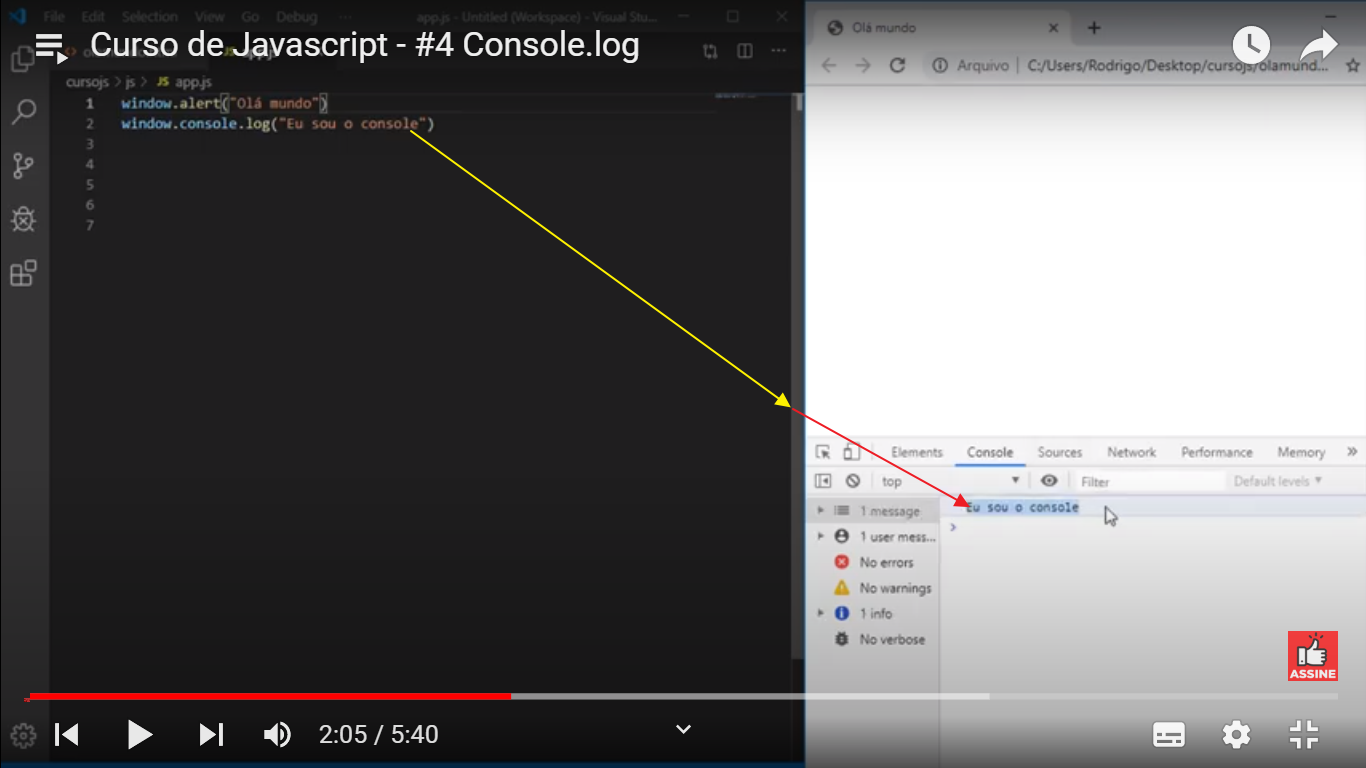 File Edit Selection View Go Debug ··· app.js - Untitled (Workspace) - Visual Stu...
Curso de Javascript - #4 Console.log
cursojs > js > JS app.js
1 window.alert("Olá mundo")
2 window.console.log("Eu sou o console")
3
4
5
6
7
Olá mundo
Arquivo | C:/Users/Rodrigo/Desktop/cursojs/olamund...
Elements Console Sources Network Performance Memory »
top Filter Default levels
1 message
Eu sou o console
1 user mess...
No errors
No warnings
1 info
No verbose
ASSINE
2:05 / 5:40